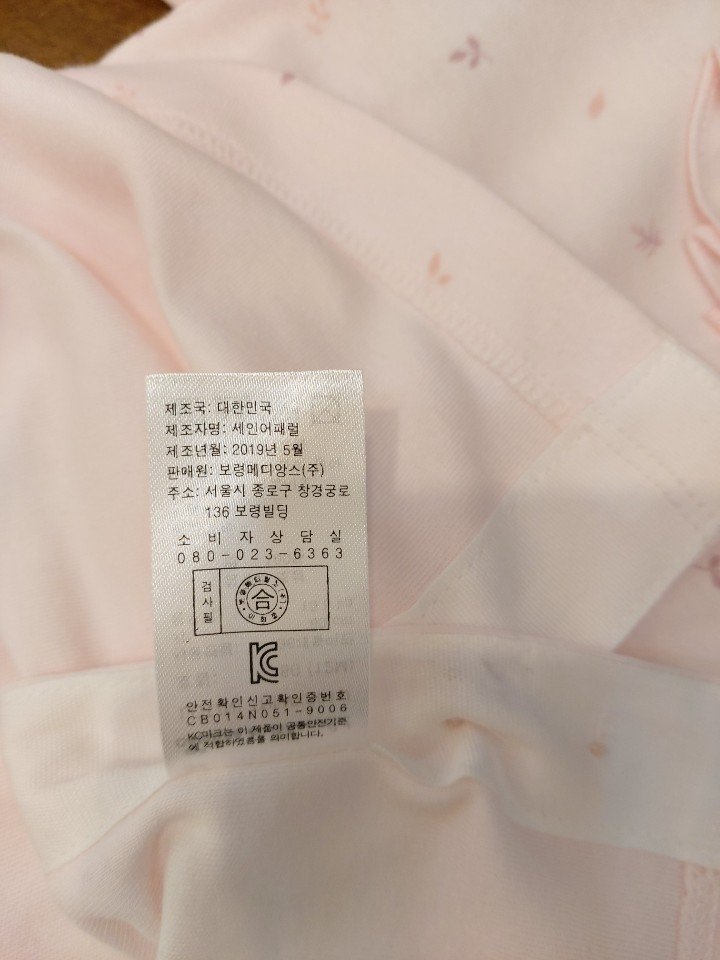 제조국: 대한민국
제조자명: 세인어패럴
제조년월: 2019년 5월
판매원: 보령메디앙스(주)
주소: 서울시 종로구 창경궁로
136 보령빌딩
소비자상담실
080-023-6363
검사필
合
KC
안전확인신고확인증번호
CB014N051-9006
KC마크는 이 제품이 공통안전기준
에 적합하였음을 의미합니다.